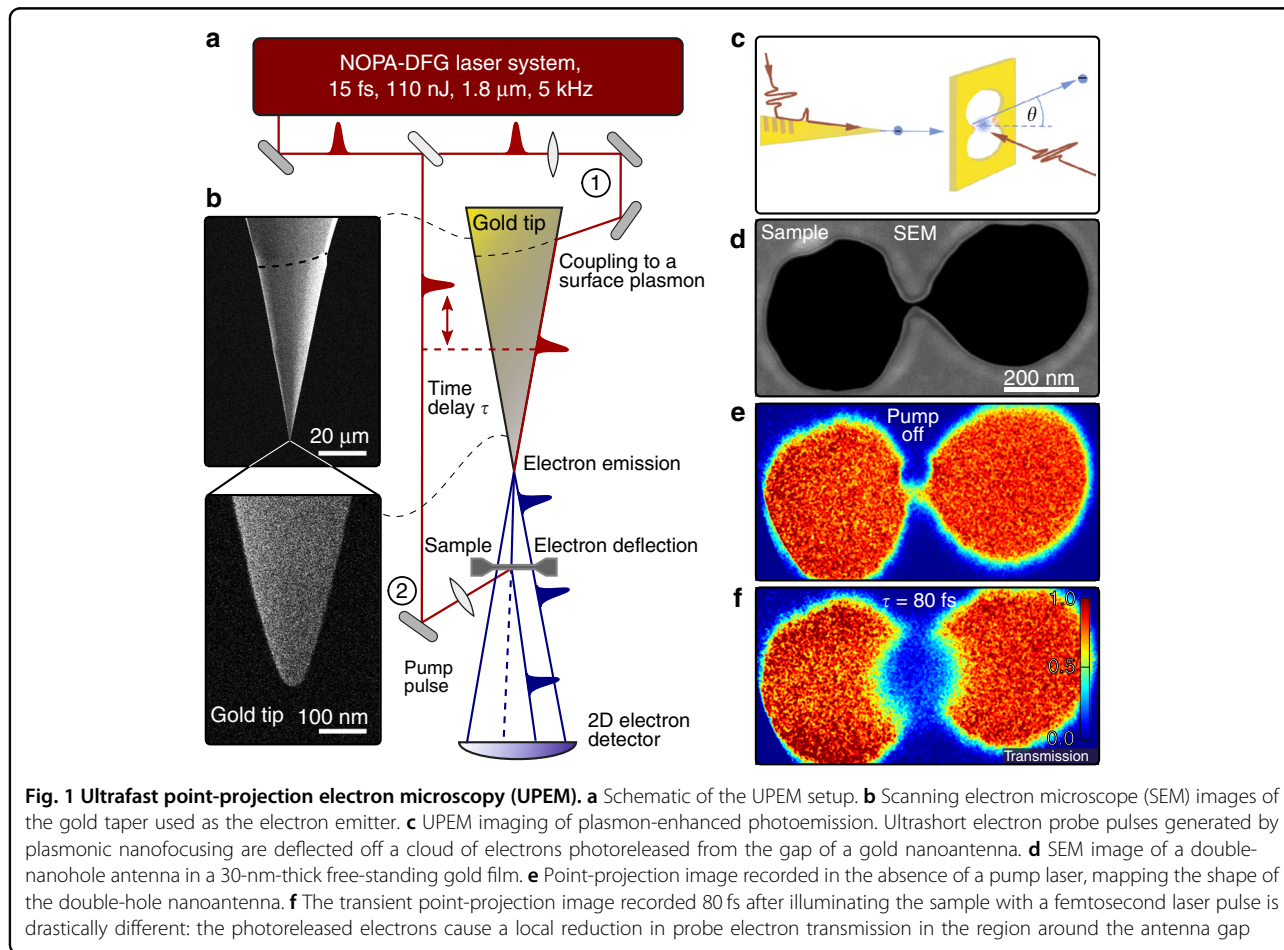 a
NOPA-DFG laser system,
15 fs, 110 nJ, 1.8 μm, 5 kHz
1
b
20 μm
Gold tip
100 nm
Gold tip
Coupling to a
surface plasmon
Time
delay τ
Electron emission
Sample
Electron deflection
2
Pump
pulse
2D electron
detector
c
θ
d
Sample
SEM
200 nm
e
Pump
off
f
τ = 80 fs
1.0
0.5
0.0
Transmission
Fig. 1 Ultrafast point-projection electron microscopy (UPEM). a Schematic of the UPEM setup. b Scanning electron microscope (SEM) images of
the gold taper used as the electron emitter. c UPEM imaging of plasmon-enhanced photoemission. Ultrashort electron probe pulses generated by
plasmonic nanofocusing are deflected off a cloud of electrons photoreleased from the gap of a gold nanoantenna. d SEM image of a double-
nanohole antenna in a 30-nm-thick free-standing gold film. e Point-projection image recorded in the absence of a pump laser, mapping the shape of
the double-hole nanoantenna. f The transient point-projection image recorded 80 fs after illuminating the sample with a femtosecond laser pulse is
drastically different: the photoreleased electrons cause a local reduction in probe electron transmission in the region around the antenna gap